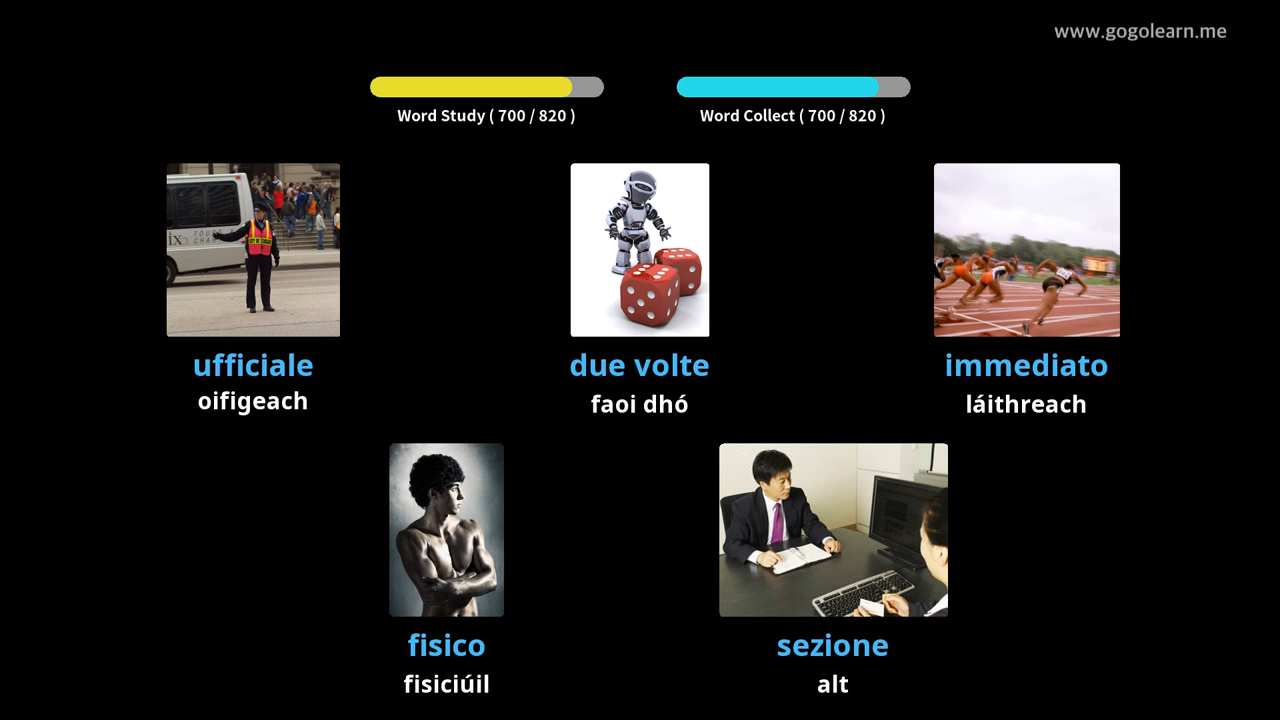 www.gogolearn.me
Word Study ( 700 / 820 )
Word Collect ( 700 / 820 )
ufficiale
oifigeach
due volte
faoi dhó
immediato
láithreach
fisico
fisiciúil
sezione
alt